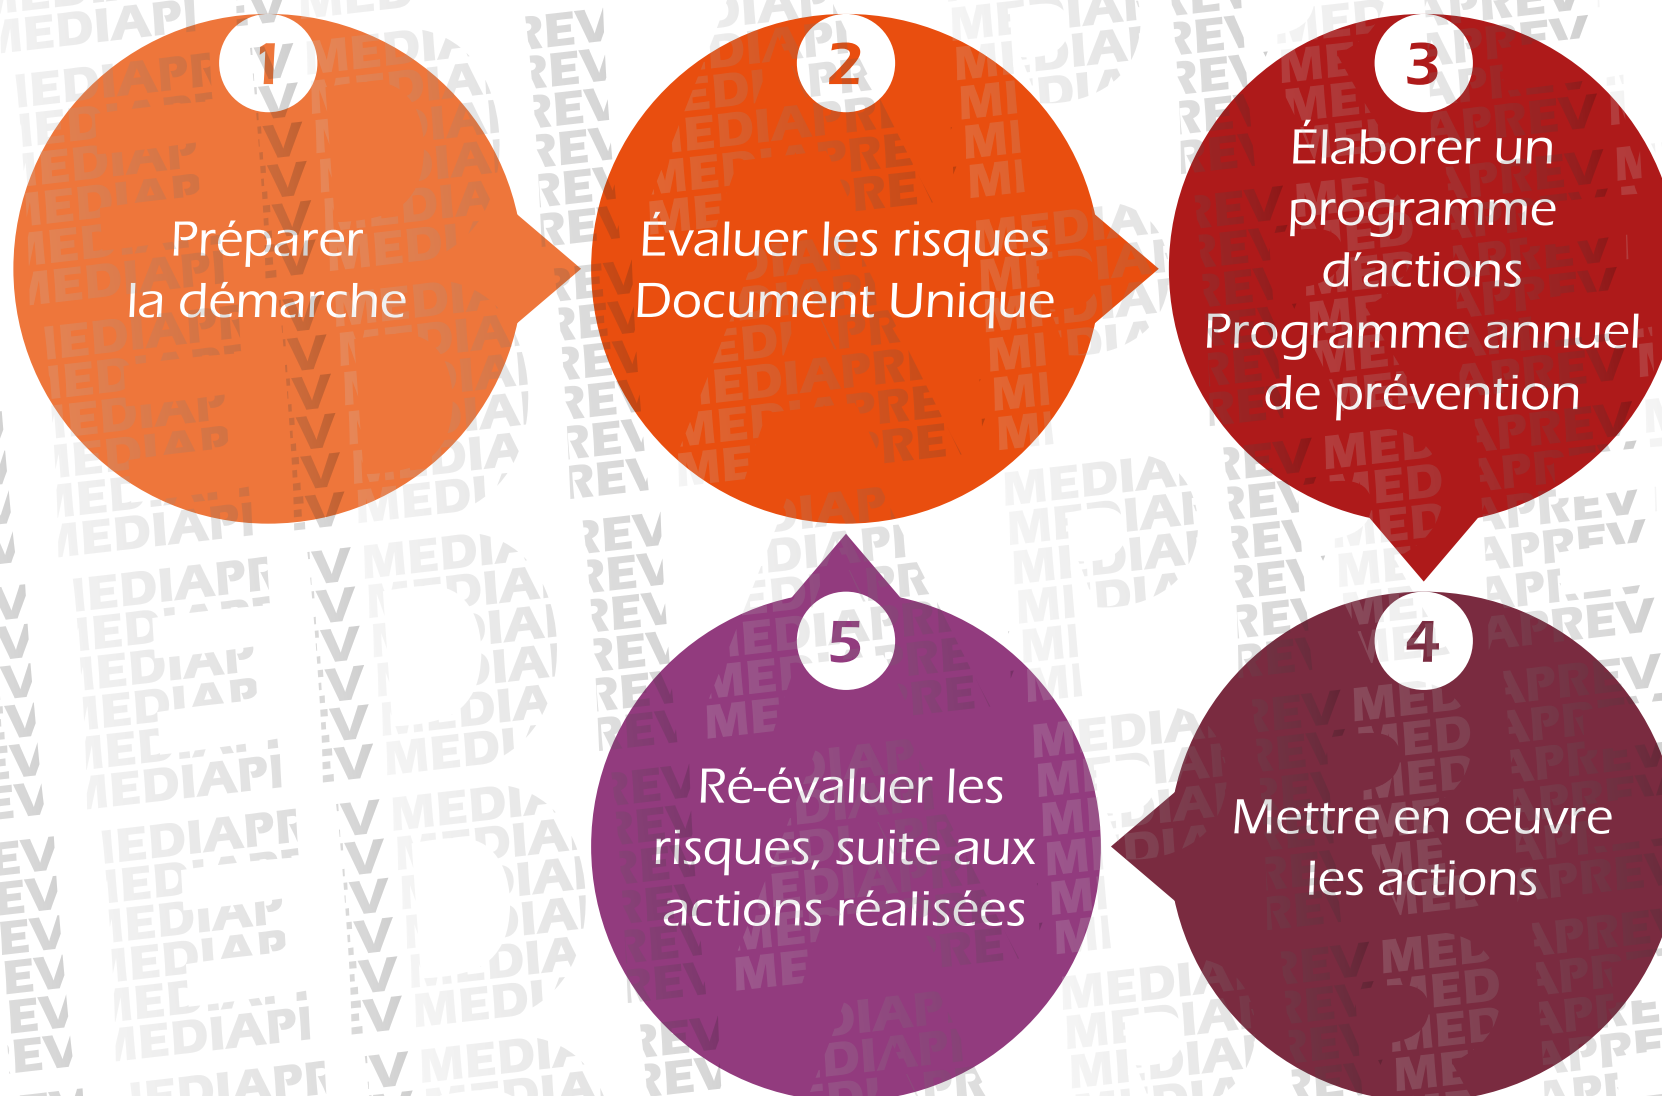 1
Préparer
la démarche
2
Évaluer les risques
Document Unique
3
Élaborer un
programme
d’actions
Programme annuel
de prévention
4
Mettre en œuvre
les actions
5
Ré-évaluer les
risques, suite aux
actions réalisées